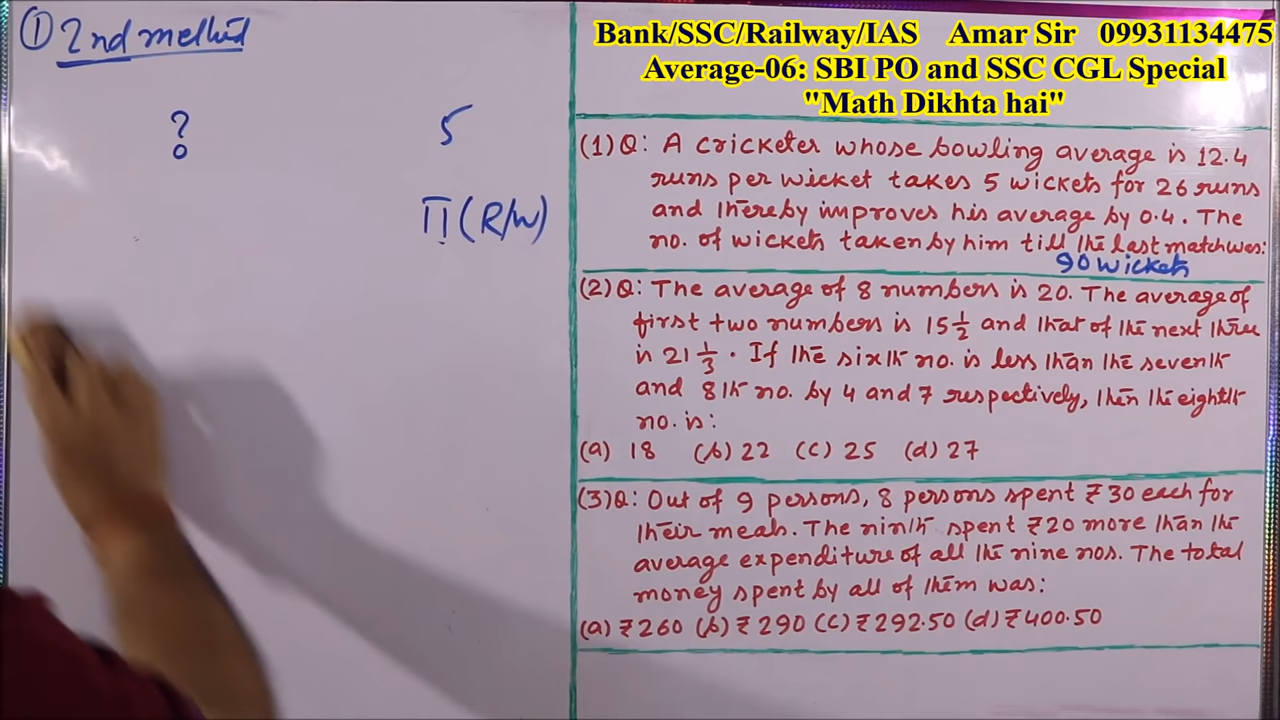 ① 2nd method
?
5
II (R/W)
Bank/SSC/Railway/IAS Amar Sir 09931134475
Average-06: SBI PO and SSC CGL Special
"Math Dikhta hai"
(1) Q: A cricketer whose bowling average is 12.4
runs per wicket takes 5 wickets for 26 runs
and thereby improves his average by 0.4. The
no. of wickets taken by him till the last match was:
90 wickets
(2) Q: The average of 8 numbers is 20. The average of
first two numbers is 15 1/2 and that of the next three
is 21 1/3. If the sixth no. is less than the seventh
and 8th no. by 4 and 7 respectively, then the eighth
no. is:
(a) 18 (b) 22 (c) 25 (d) 27
(3) Q: Out of 9 persons, 8 persons spent ₹30 each for
their meals. The ninth spent ₹20 more than the
average expenditure of all the nine nos. The total
money spent by all of them was:
(a) ₹260 (b) ₹290 (c) ₹292.50 (d) ₹400.50